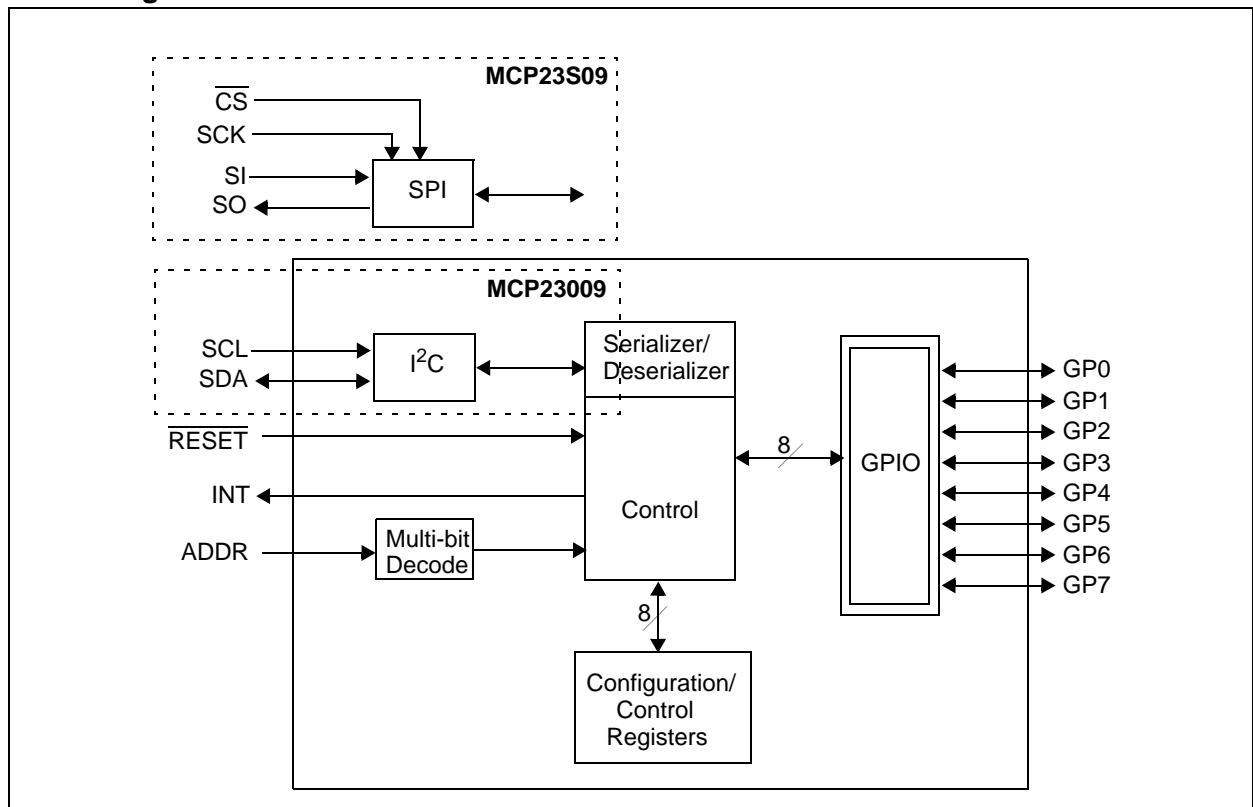 MCP23S09
CS
SCK
SI
SO
SPI
MCP23009
SCL
SDA
I²C
Serializer/
Deserializer
RESET
INT
ADDR
Multi-bit
Decode
Control
8
GPIO
GP0
GP1
GP2
GP3
GP4
GP5
GP6
GP7
8
Configuration/
Control
Registers